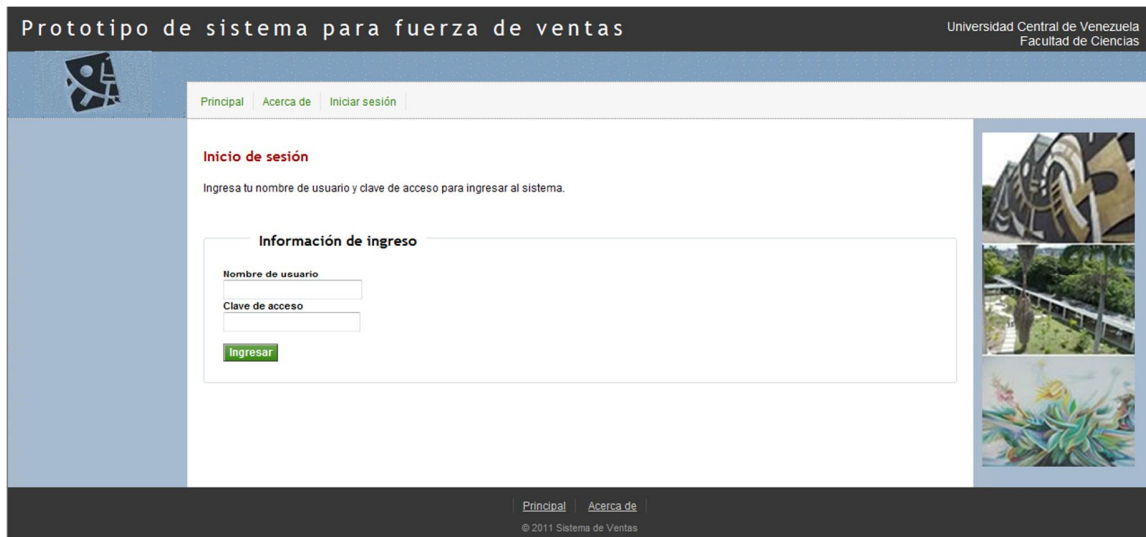 Prototipo de sistema para fuerza de ventas
Universidad Central de Venezuela
Facultad de Ciencias
Principal
Acerca de
Iniciar sesión
Inicio de sesión
Ingresa tu nombre de usuario y clave de acceso para ingresar al sistema.
Información de ingreso
Nombre de usuario
Clave de acceso
Ingresar
Principal
Acerca de
© 2011 Sistema de Ventas